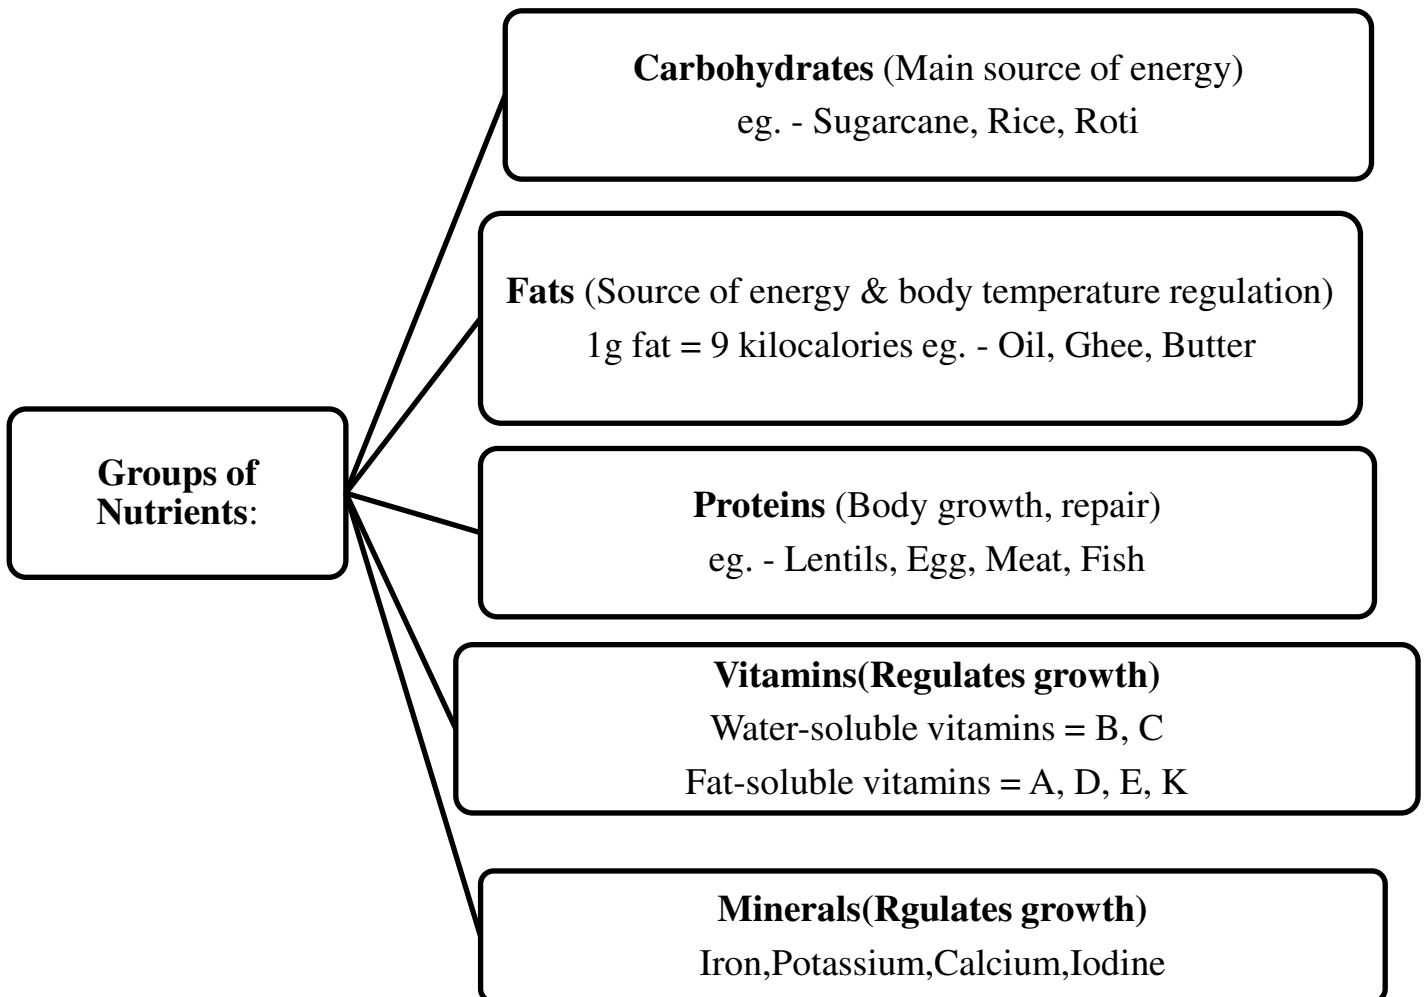 Carbohydrates (Main source of energy)
eg. - Sugarcane, Rice, Roti
Fats (Source of energy & body temperature regulation)
1g fat = 9 kilocalories eg. - Oil, Ghee, Butter
Groups of
Nutrients:
Proteins (Body growth, repair)
eg. - Lentils, Egg, Meat, Fish
Vitamins(Regulates growth)
Water-soluble vitamins = B, C
Fat-soluble vitamins = A, D, E, K
Minerals(Rgulates growth)
Iron,Potassium,Calcium,Iodine